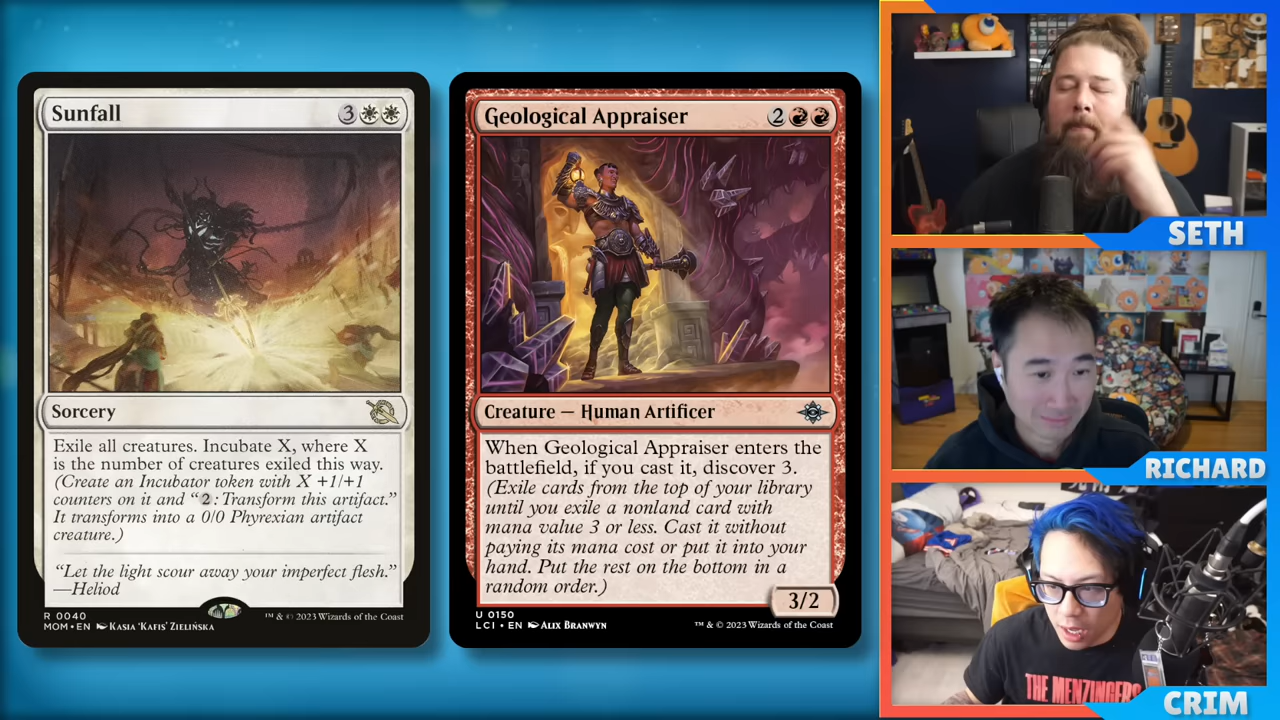 Sunfall 3
Sorcery
Exile all creatures. Incubate X, where X
is the number of creatures exiled this way.
(Create an Incubator token with X +1/+1
counters on it and “2: Transform this artifact.”
It transforms into a 0/0 Phyrexian artifact
creature.)
“Let the light scour away your imperfect flesh.”
—Heliod
R 0040
MOM • EN KASIA ‘KAFIS’ ZIELIŃSKA
™ & © 2023 Wizards of the Coast
Geological Appraiser 2
Creature — Human Artificer
When Geological Appraiser enters the
battlefield, if you cast it, discover 3.
(Exile cards from the top of your library
until you exile a nonland card with
mana value 3 or less. Cast it without
paying its mana cost or put it into your
hand. Put the rest on the bottom in a
random order.)
3/2
U 0150
LCI • EN ALIX BRANWYN
™ & © 2023 Wizards of the Coast
SETH
RICHARD
THE MENZINGERS
CRIM